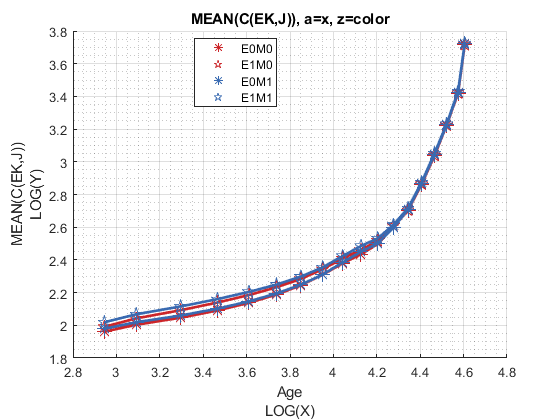 MEAN(C(EK,J)), a=x, z=color
E0M0
E1M0
E0M1
E1M1
3.8
3.6
3.4
3.2
3
2.8
2.6
2.4
2.2
2
1.8
MEAN(C(EK,J))
LOG(Y)
2.8 3 3.2 3.4 3.6 3.8 4 4.2 4.4 4.6 4.8
Age
LOG(X)